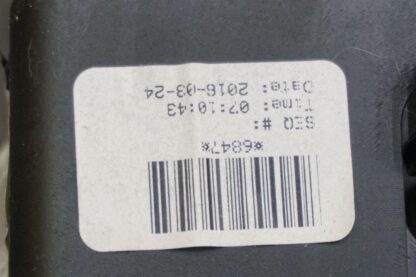 *6847*
SEQ #:
Time: 07:10:43
Date: 2016-03-24